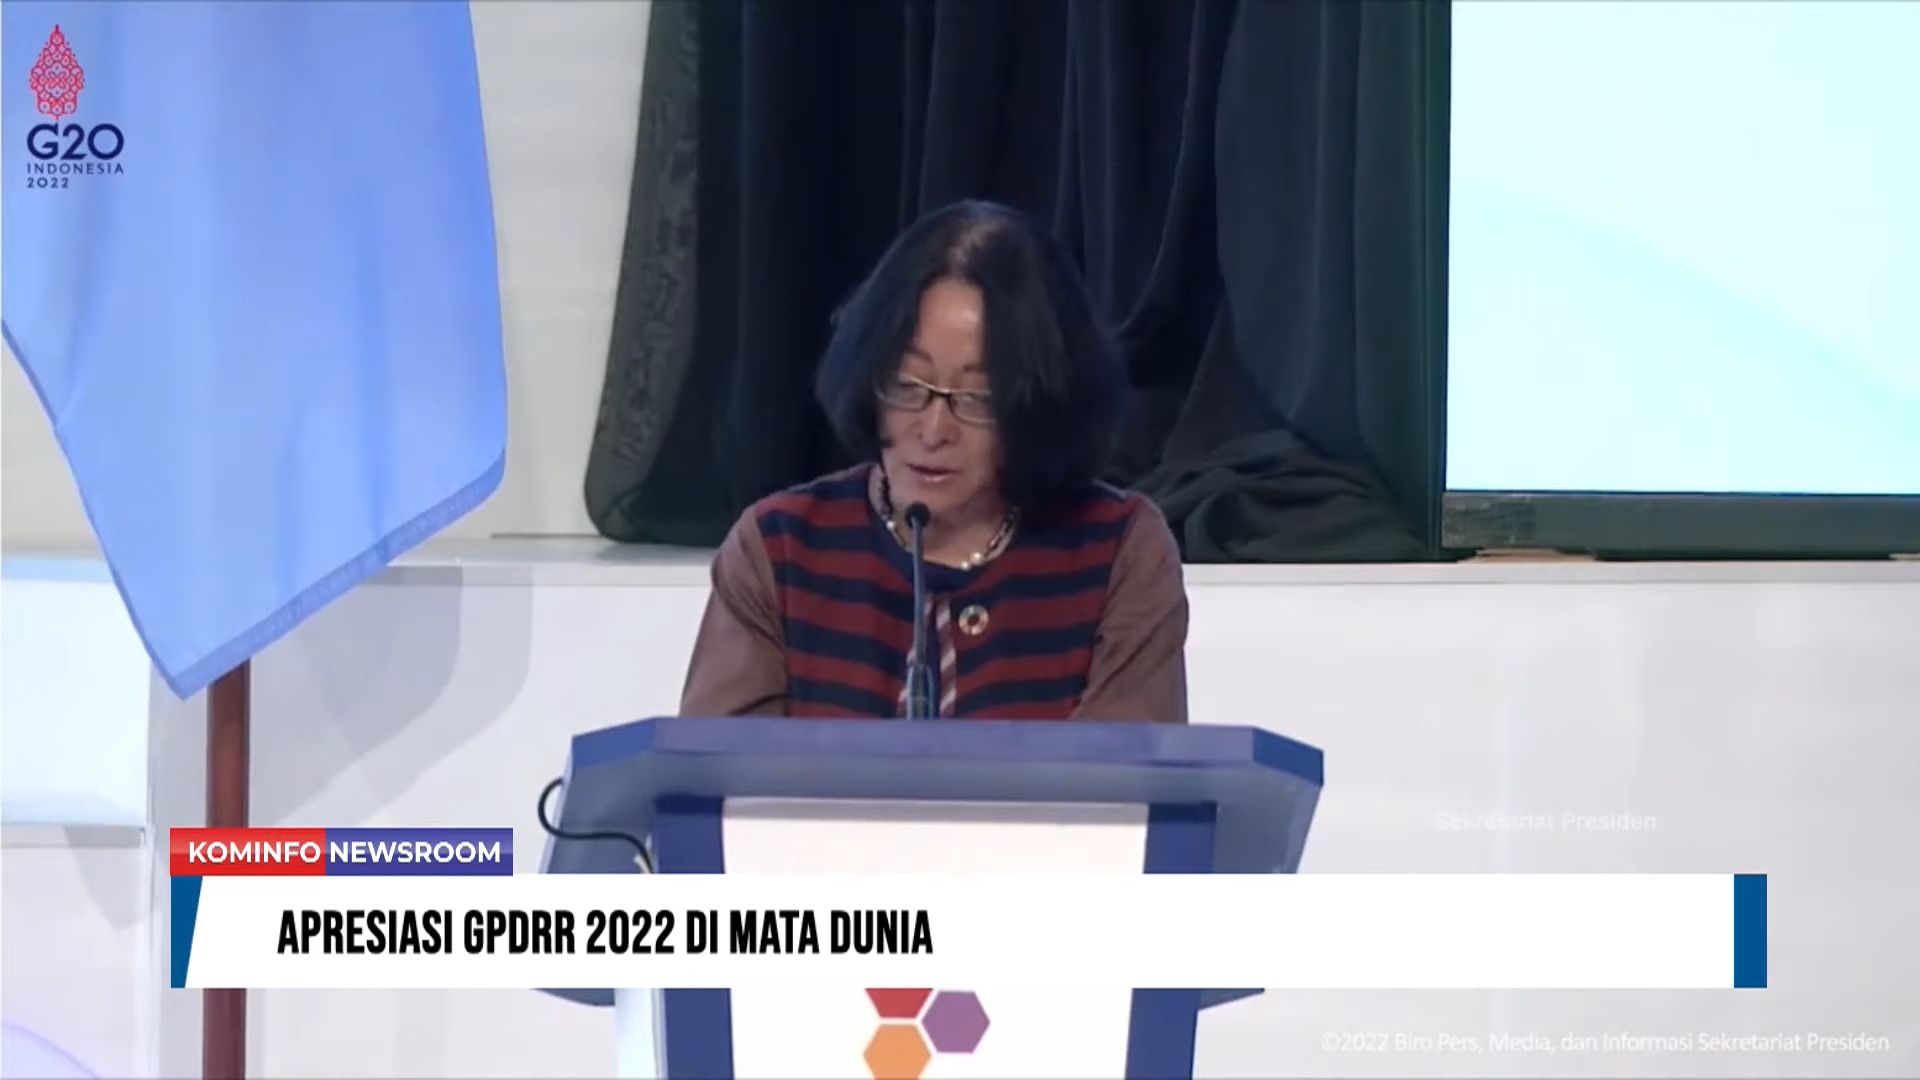 G20
INDONESIA
2022
Sekretariat Presiden
KOMINFO NEWSROOM
APRESIASI GPDRR 2022 DI MATA DUNIA
©2022 Biro Pers, Media, dan Informasi Sekretariat Presiden